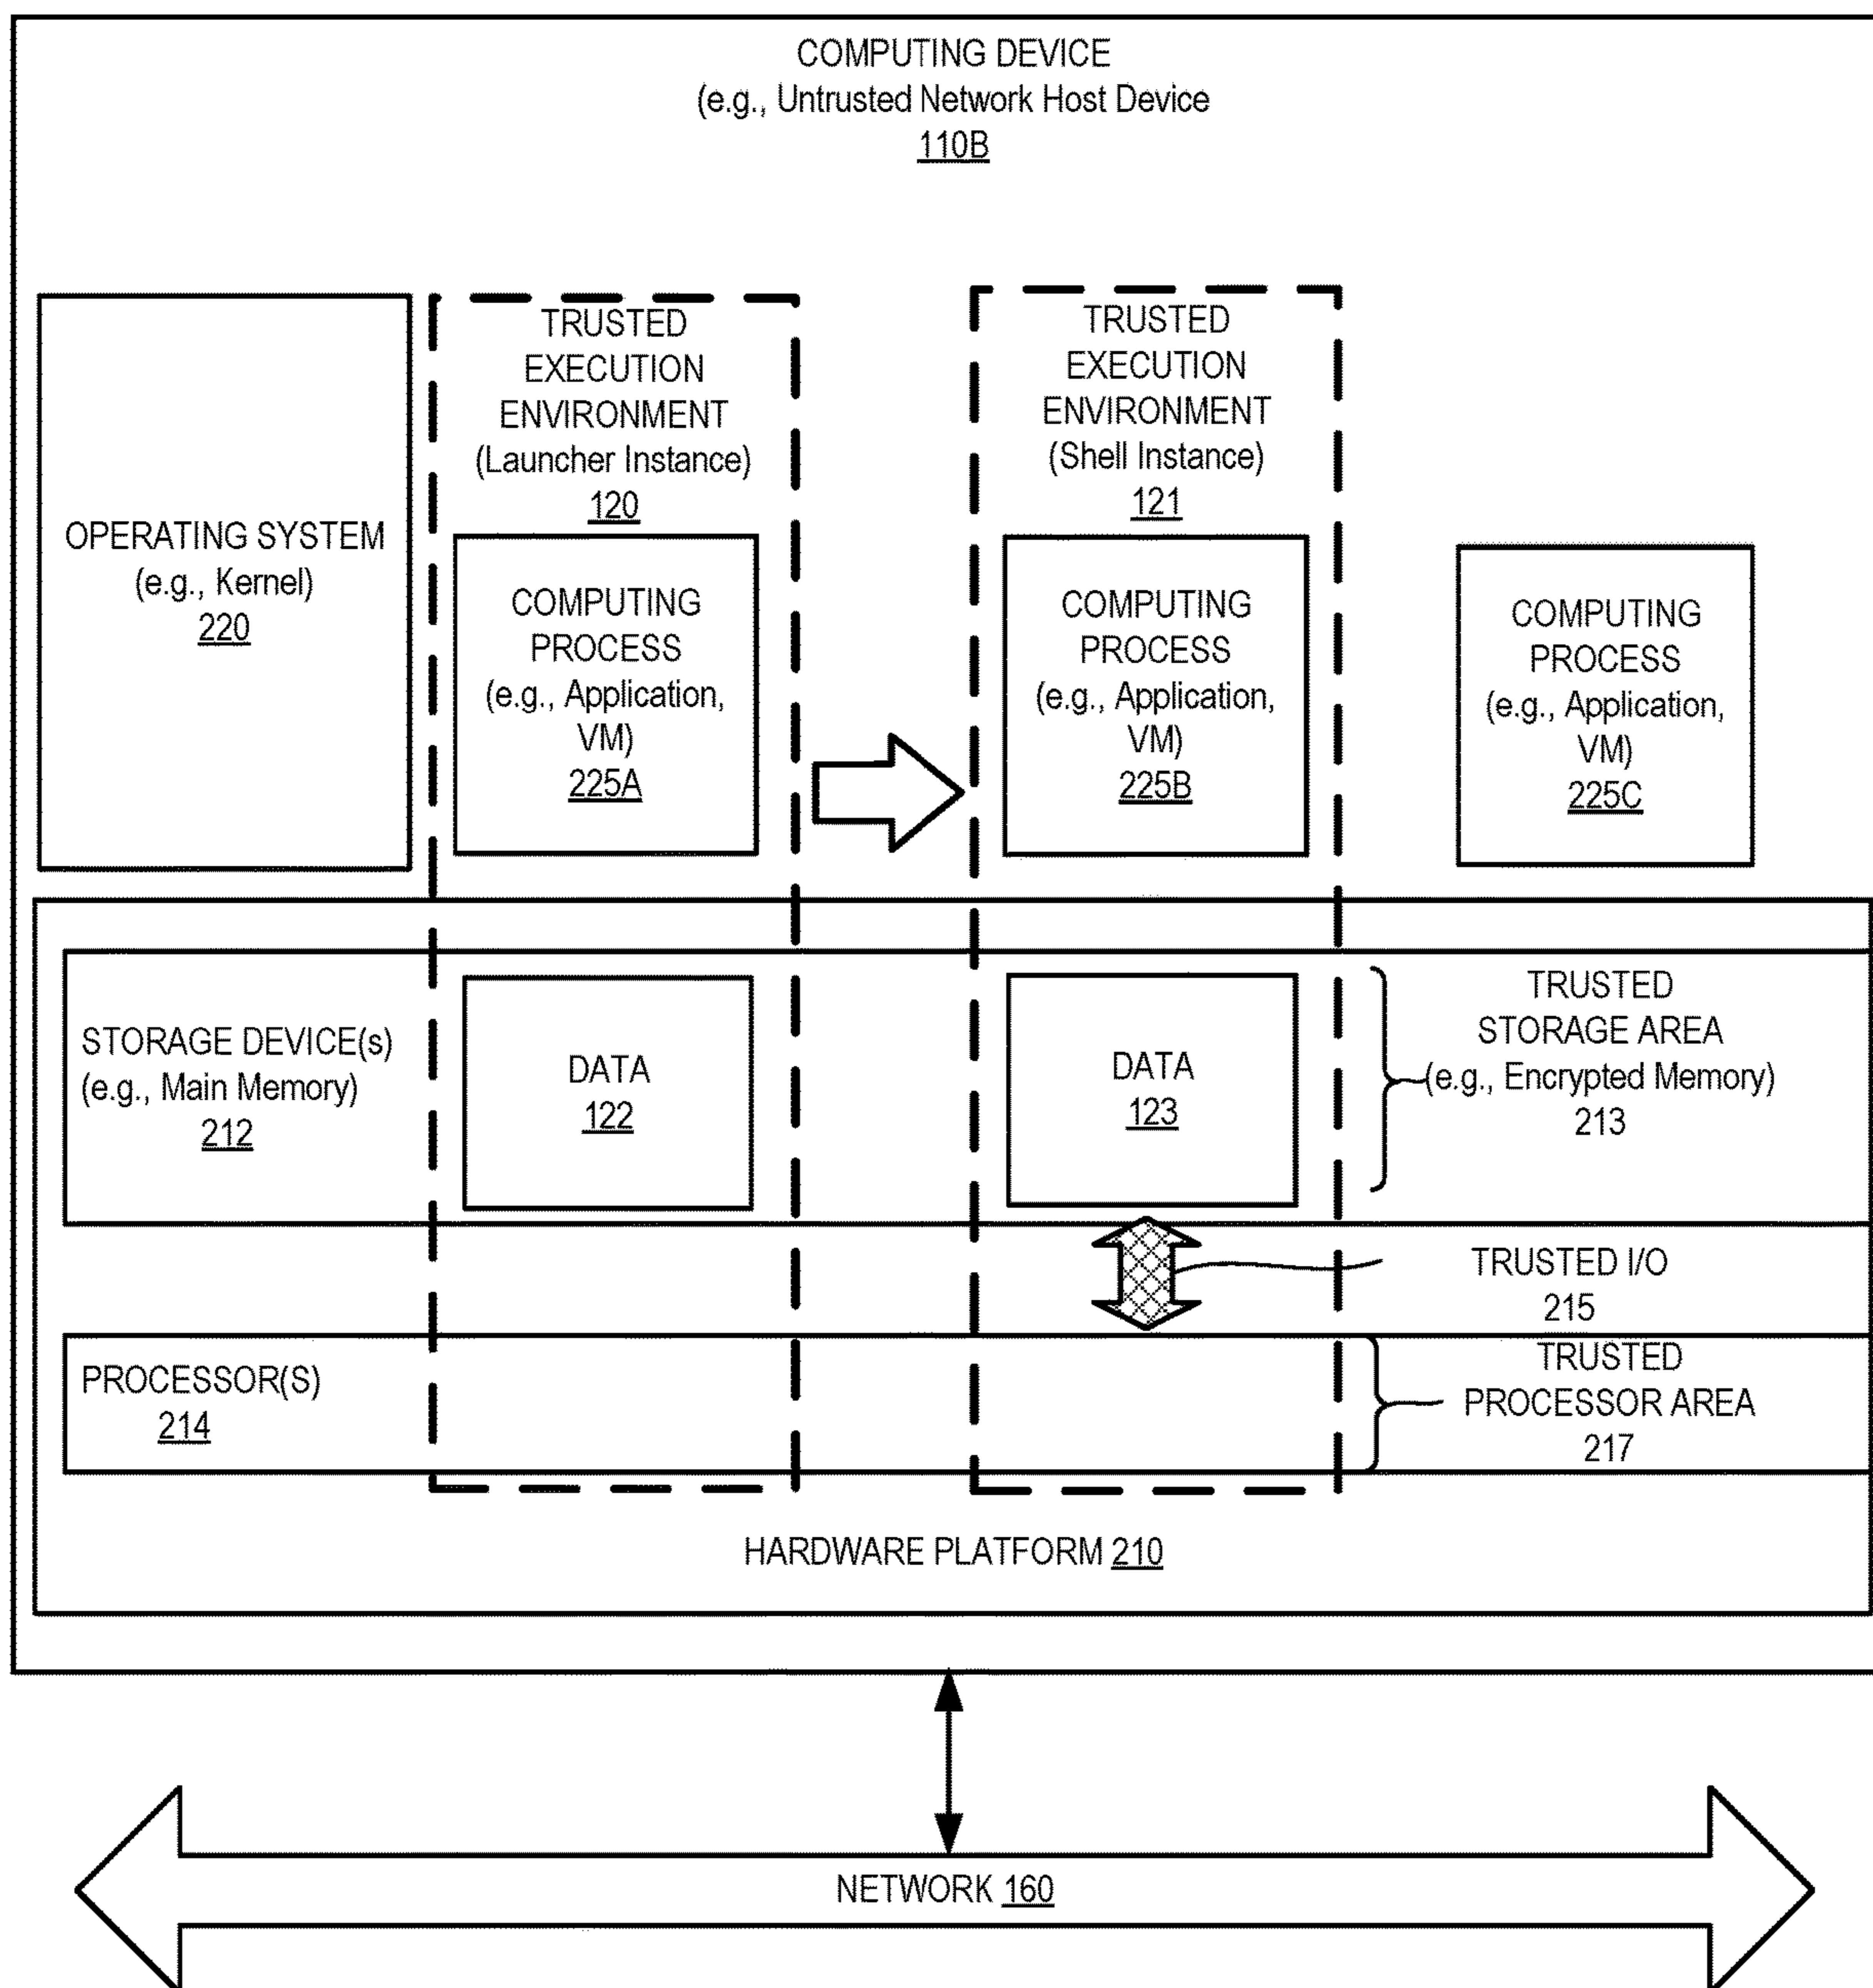 COMPUTING DEVICE
(e.g., Untrusted Network Host Device
110B
OPERATING SYSTEM
(e.g., Kernel)
220
TRUSTED
EXECUTION
ENVIRONMENT
(Launcher Instance)
120
COMPUTING
PROCESS
(e.g., Application,
VM)
225A
TRUSTED
EXECUTION
ENVIRONMENT
(Shell Instance)
121
COMPUTING
PROCESS
(e.g., Application,
VM)
225B
COMPUTING
PROCESS
(e.g., Application,
VM)
225C
STORAGE DEVICE(s)
(e.g., Main Memory)
212
DATA
122
DATA
123
TRUSTED
STORAGE AREA
(e.g., Encrypted Memory)
213
TRUSTED I/O
215
PROCESSOR(S)
214
TRUSTED
PROCESSOR AREA
217
HARDWARE PLATFORM 210
NETWORK 160